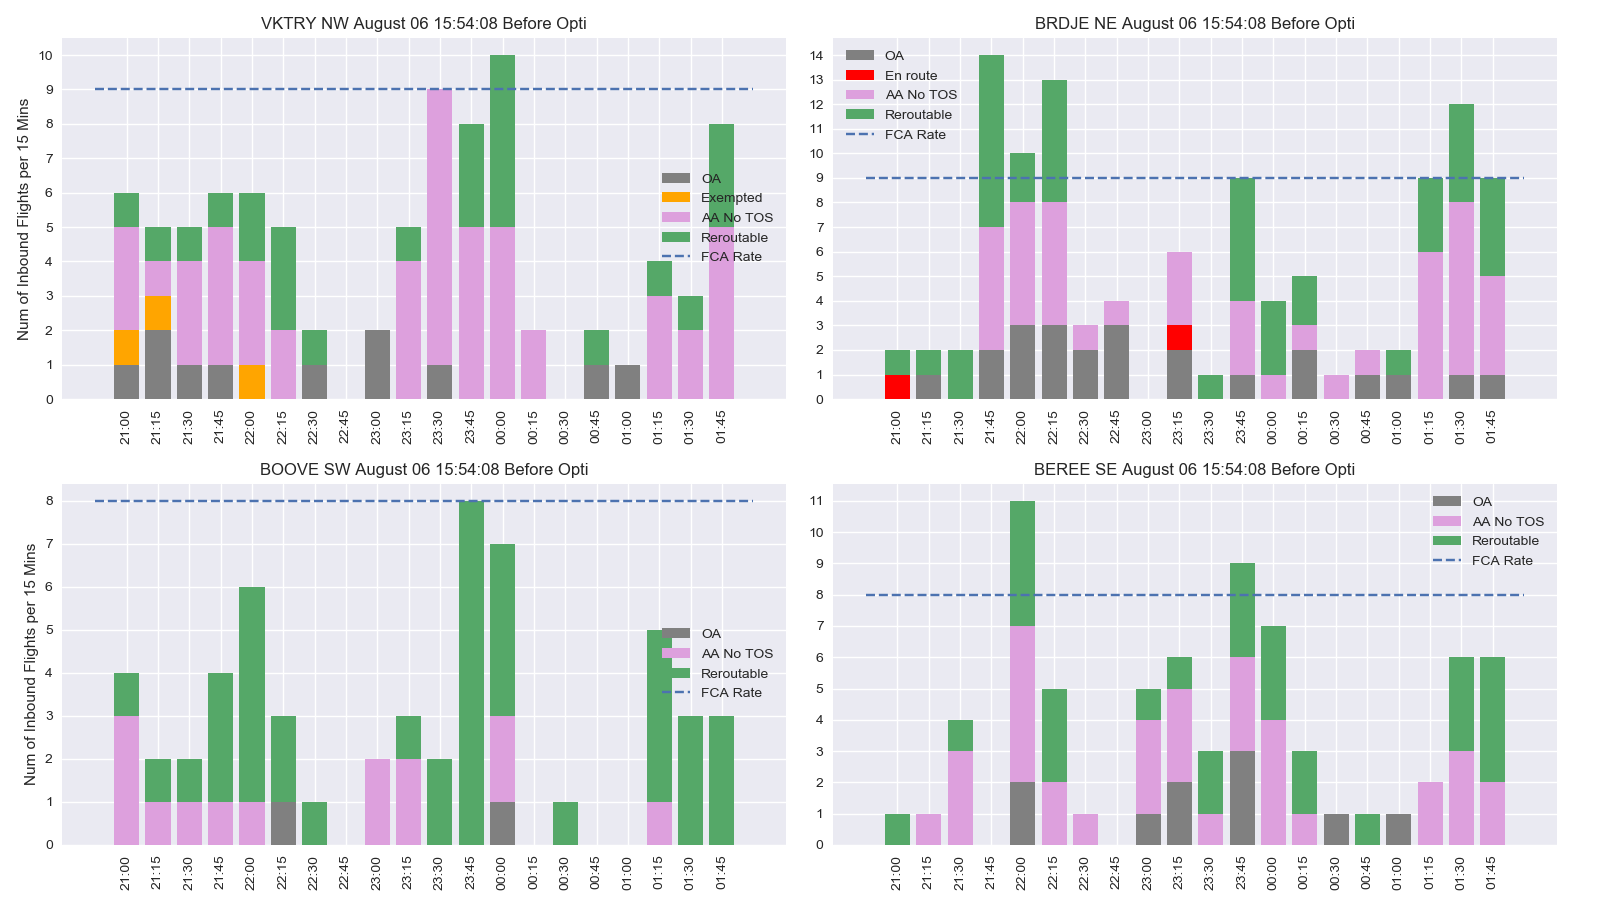 VKTRY NW August 06 15:54:08 Before Opti
Num of Inbound Flights per 15 Mins
10
9
8
7
6
5
4
3
2
1
0
OA
Exempted
AA No TOS
Reroutable
FCA Rate
21:00 21:15 21:30 21:45 22:00 22:15 22:30 22:45 23:00 23:15 23:30 23:45 00:00 00:15 00:30 00:45 01:00 01:15 01:30 01:45
BRDJE NE August 06 15:54:08 Before Opti
14
13
12
11
10
9
8
7
6
5
4
3
2
1
0
OA
En route
AA No TOS
Reroutable
FCA Rate
21:00 21:15 21:30 21:45 22:00 22:15 22:30 22:45 23:00 23:15 23:30 23:45 00:00 00:15 00:30 00:45 01:00 01:15 01:30 01:45
BOOVE SW August 06 15:54:08 Before Opti
Num of Inbound Flights per 15 Mins
8
7
6
5
4
3
2
1
0
OA
AA No TOS
Reroutable
FCA Rate
21:00 21:15 21:30 21:45 22:00 22:15 22:30 22:45 23:00 23:15 23:30 23:45 00:00 00:15 00:30 00:45 01:00 01:15 01:30 01:45
BEREE SE August 06 15:54:08 Before Opti
11
10
9
8
7
6
5
4
3
2
1
0
OA
AA No TOS
Reroutable
FCA Rate
21:00 21:15 21:30 21:45 22:00 22:15 22:30 22:45 23:00 23:15 23:30 23:45 00:00 00:15 00:30 00:45 01:00 01:15 01:30 01:45